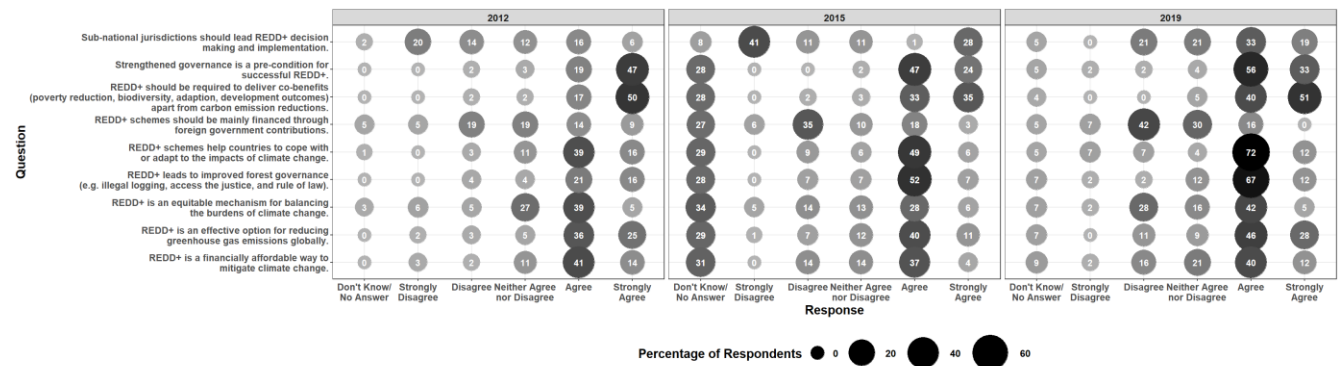 2012 2015 2019
Question
Sub-national jurisdictions should lead REDD+ decision
making and implementation.
2 20 14 12 16 6 8 41 11 11 1 28 5 0 21 21 33 19
Strengthened governance is a pre-condition for
successful REDD+.
0 0 2 3 19 47 28 0 0 2 47 24 5 2 2 4 56 33
REDD+ should be required to deliver co-benefits
(poverty reduction, biodiversity, adaption, development outcomes)
apart from carbon emission reductions.
0 0 2 2 17 50 28 0 2 3 33 35 4 0 0 5 40 51
REDD+ schemes should be mainly financed through
foreign government contributions.
5 5 19 19 14 9 27 6 35 10 18 3 5 7 42 30 16 0
REDD+ schemes help countries to cope with
or adapt to the impacts of climate change.
1 0 3 11 39 16 29 0 9 6 49 6 5 7 7 4 72 12
REDD+ leads to improved forest governance
(e.g. illegal logging, access the justice, and rule of law).
0 0 4 4 21 16 28 0 7 7 52 7 7 2 2 12 67 12
REDD+ is an equitable mechanism for balancing
the burdens of climate change.
3 6 5 27 39 5 34 5 14 13 28 6 7 2 28 16 42 5
REDD+ is an effective option for reducing
greenhouse gas emissions globally.
0 2 3 5 36 25 29 1 7 12 40 11 7 0 11 9 46 28
REDD+ is a financially affordable way to
mitigate climate change.
0 3 2 11 41 14 31 0 14 14 37 4 9 2 16 21 40 12
Don't Know/ Strongly Disagree Neither Agree Agree Strongly Don't Know/ Strongly Disagree Neither Agree Agree Strongly Don't Know/ Strongly Disagree Neither Agree Agree Strongly
No Answer Disagree nor Disagree Agree No Answer Disagree nor Disagree Agree No Answer Disagree nor Disagree Agree
Response
Percentage of Respondents 0 20 40 60